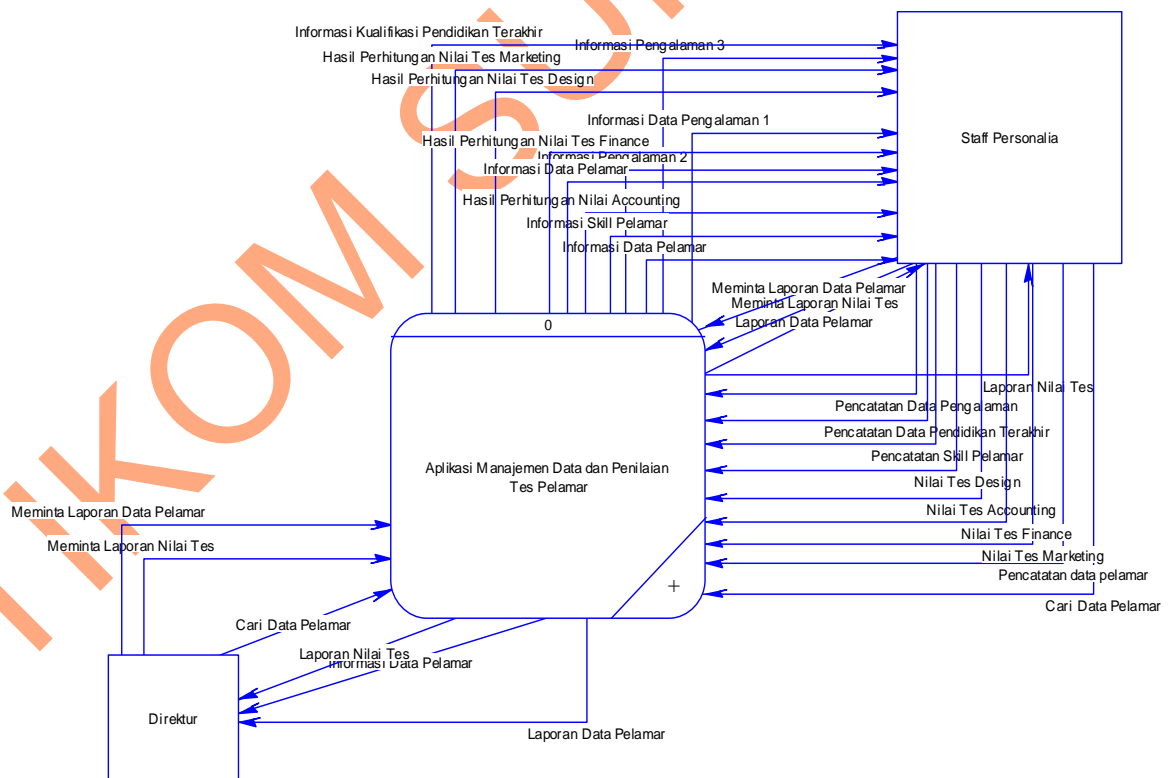 Informasi Kualifikasi Pendidikan Terakhir
Informasi Pengalaman 3
Hasil Perhitungan Nilai Tes Marketing
Hasil Perhitungan Nilai Tes Design
Informasi Data Pengalaman 1
Staff Personalia
Hasil Perhitungan Nilai Tes Finance
Informasi Pengalaman 2
Informasi Data Pelamar
Hasil Perhitungan Nilai Accounting
Informasi Skill Pelamar
Informasi Data Pelamar
Meminta Laporan Data Pelamar
Meminta Laporan Nilai Tes
Laporan Data Pelamar
0
Laporan Nilai Tes
Pencatatan Data Pengalaman
Pencatatan Data Pendidikan Terakhir
Pencatatan Skill Pelamar
Aplikasi Manajemen Data dan Penilaian
Tes Pelamar
Nilai Tes Design
Nilai Tes Accounting
Nilai Tes Finance
Nilai Tes Marketing
Pencatatan data pelamar
Cari Data Pelamar
Meminta Laporan Data Pelamar
Meminta Laporan Nilai Tes
+
Cari Data Pelamar
Laporan Nilai Tes
Informasi Data Pelamar
Direktur
Laporan Data Pelamar
IKOM SU